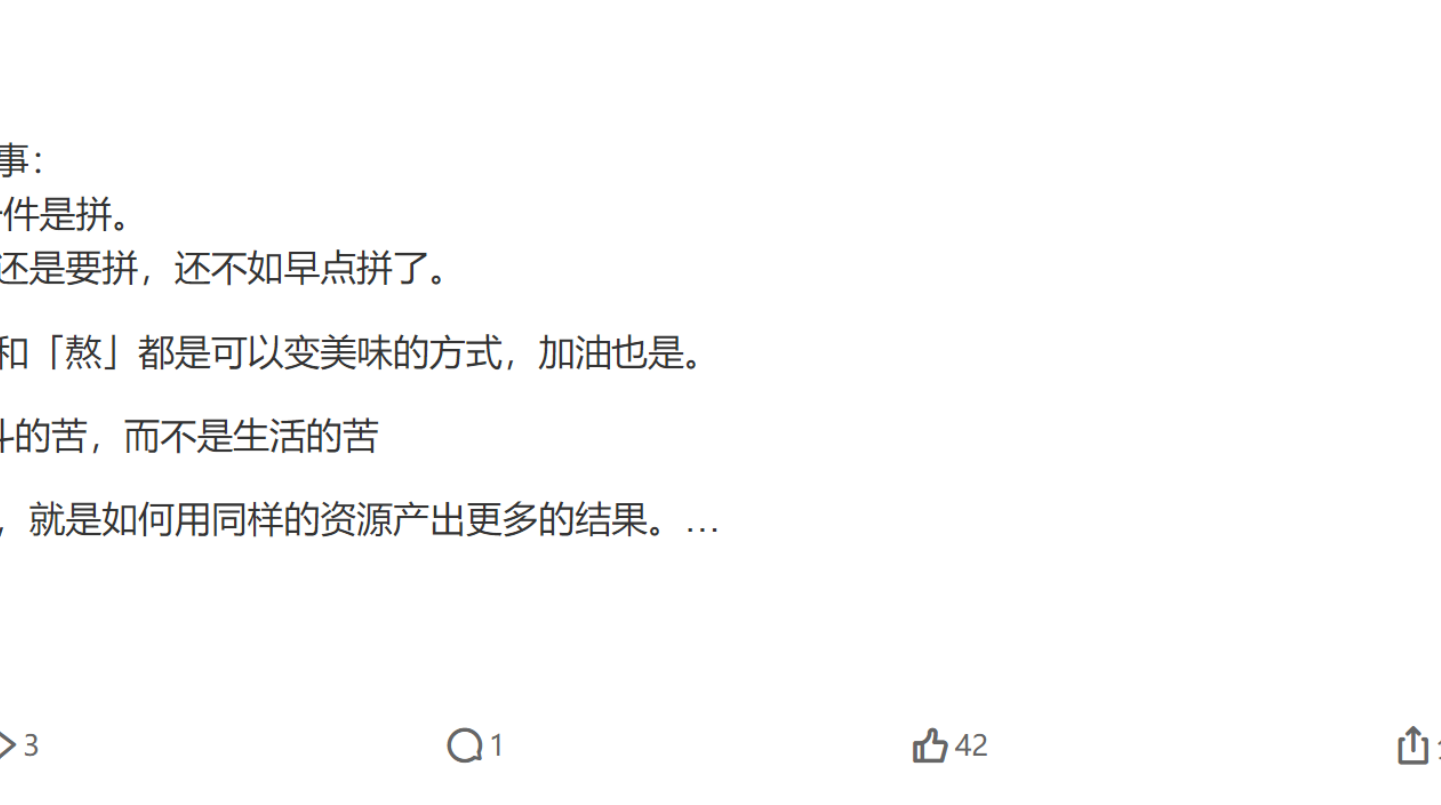 事：
件是拼。
还是要拼，还不如早点拼了。
和「熬」都是可以变美味的方式，加油也是。
的苦，而不是生活的苦
，就是如何用同样的资源产出更多的结果。…
3
1
42